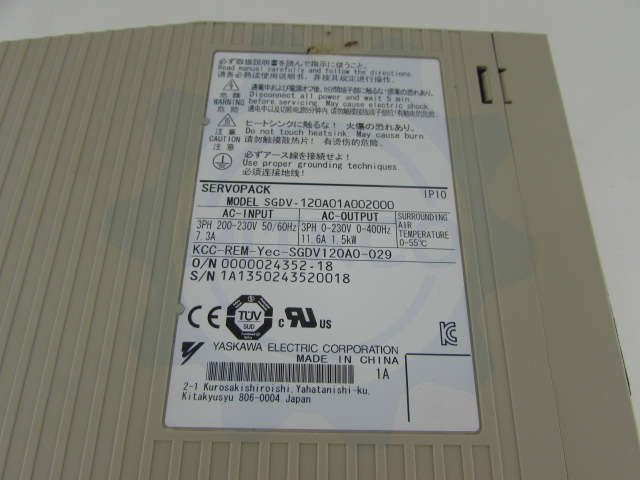 必ず取扱説明書を読んで指示に従うこと。
Read manual carefully and follow the directions
请务必熟读使用说明书，并按其规定进行操作。
危険
危险
WARNING
通電中および電源オフ後、5分間端子部に触るな! 感電の恐れあり。
Disconnect all power and wait 5 min.
before servicing. May cause electric shock.
通电中以及切断电源后5分钟内，请勿触摸接线端子部分! 有触电的危险。
注意
注意
CAUTION
ヒートシンクに触るな! 火傷の恐れあり。
Do not touch heatsink. May cause burn
请勿触摸散热片! 有烫伤的危险。
必ずアース線を接続せよ!
Use proper grounding techniques.
必须连接地线!
SERVOPACK IP10
MODEL SGDV-120A01A002000
AC-INPUT AC-OUTPUT SURROUNDING
AIR
TEMPERATURE
0-55℃
3PH 200-230V 50/60Hz 3PH 0-230V 0-400Hz
7.3A 11.6A 1.5kW
KCC-REM-Yec-SGDV120A0-029
O/N 0000024352-18
S/N 1A1350243520018
CE TÜV SUD c UL US
YASKAWA ELECTRIC CORPORATION
MADE IN CHINA
1A
2-1 Kurosakishiroishi, Yahatanishi-ku,
Kitakyusyu 806-0004 Japan